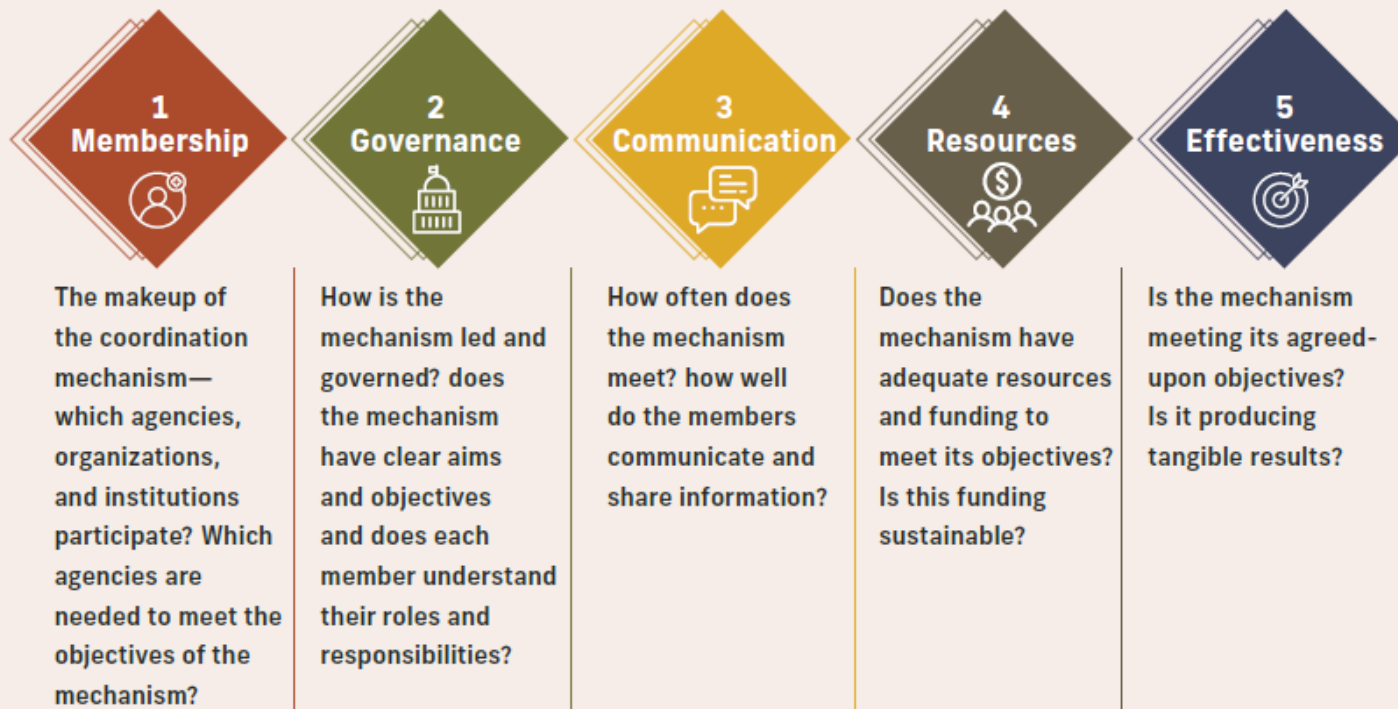 1
Membership
The makeup of
the coordination
mechanism—
which agencies,
organizations,
and institutions
participate? Which
agencies are
needed to meet the
objectives of the
mechanism?
2
Governance
How is the
mechanism led and
governed? does
the mechanism
have clear aims
and objectives
and does each
member understand
their roles and
responsibilities?
3
Communication
How often does
the mechanism
meet? how well
do the members
communicate and
share information?
4
Resources
$
Does the
mechanism have
adequate resources
and funding to
meet its objectives?
Is this funding
sustainable?
5
Effectiveness
Is the mechanism
meeting its agreed-
upon objectives?
Is it producing
tangible results?